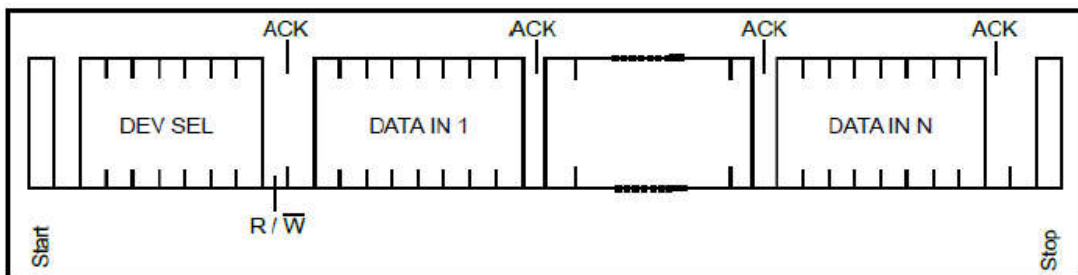 ACK ACK ACK ACK
DEV SEL DATA IN 1 DATA IN N
R / W̅
Start Stop